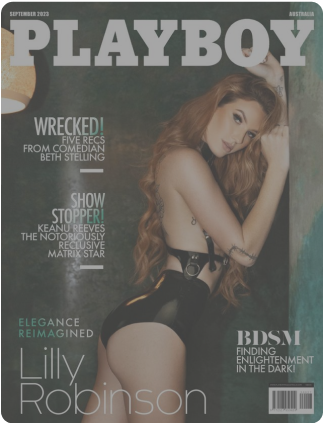 SEPTEMBER 2023
AUSTRALIA
PLAYBOY
WRECKED!
FIVE RECS
FROM COMEDIAN
BETH STELLING
SHOW
STOPPER!
KEANU REEVES
THE NOTORIOUSLY
RECLUSIVE
MATRIX STAR
ELEGANCE
REIMAGINED
Lilly
Robinson
BDSM
FINDING
ENLIGHTENMENT
IN THE DARK!